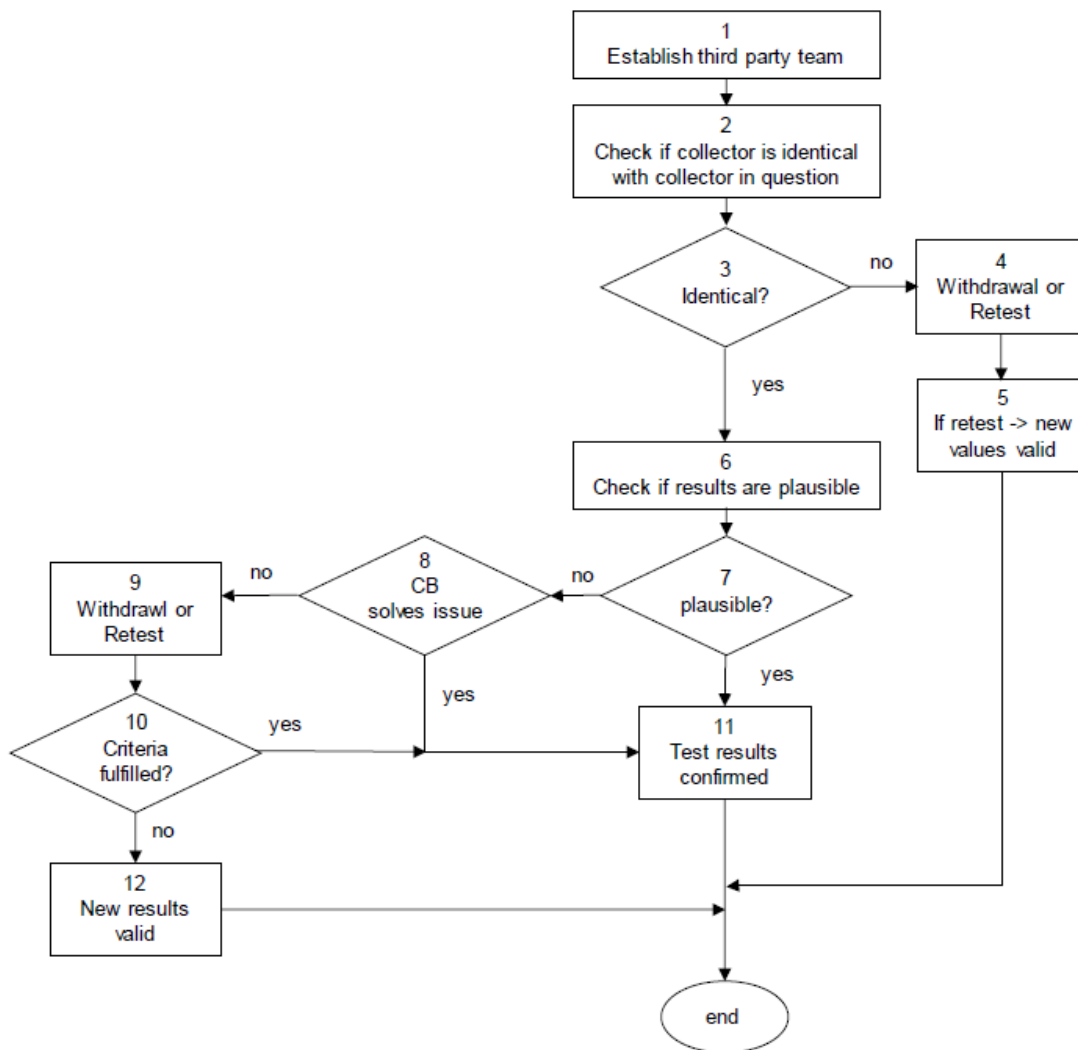 1
Establish third party team
2
Check if collector is identical
with collector in question
3
Identical?
no
4
Withdrawal or
Retest
yes
5
If retest -> new
values valid
6
Check if results are plausible
7
plausible?
no
8
CB
solves issue
no
9
Withdrawl or
Retest
yes
yes
10
Criteria
fulfilled?
yes
11
Test results
confirmed
no
12
New results
valid
end